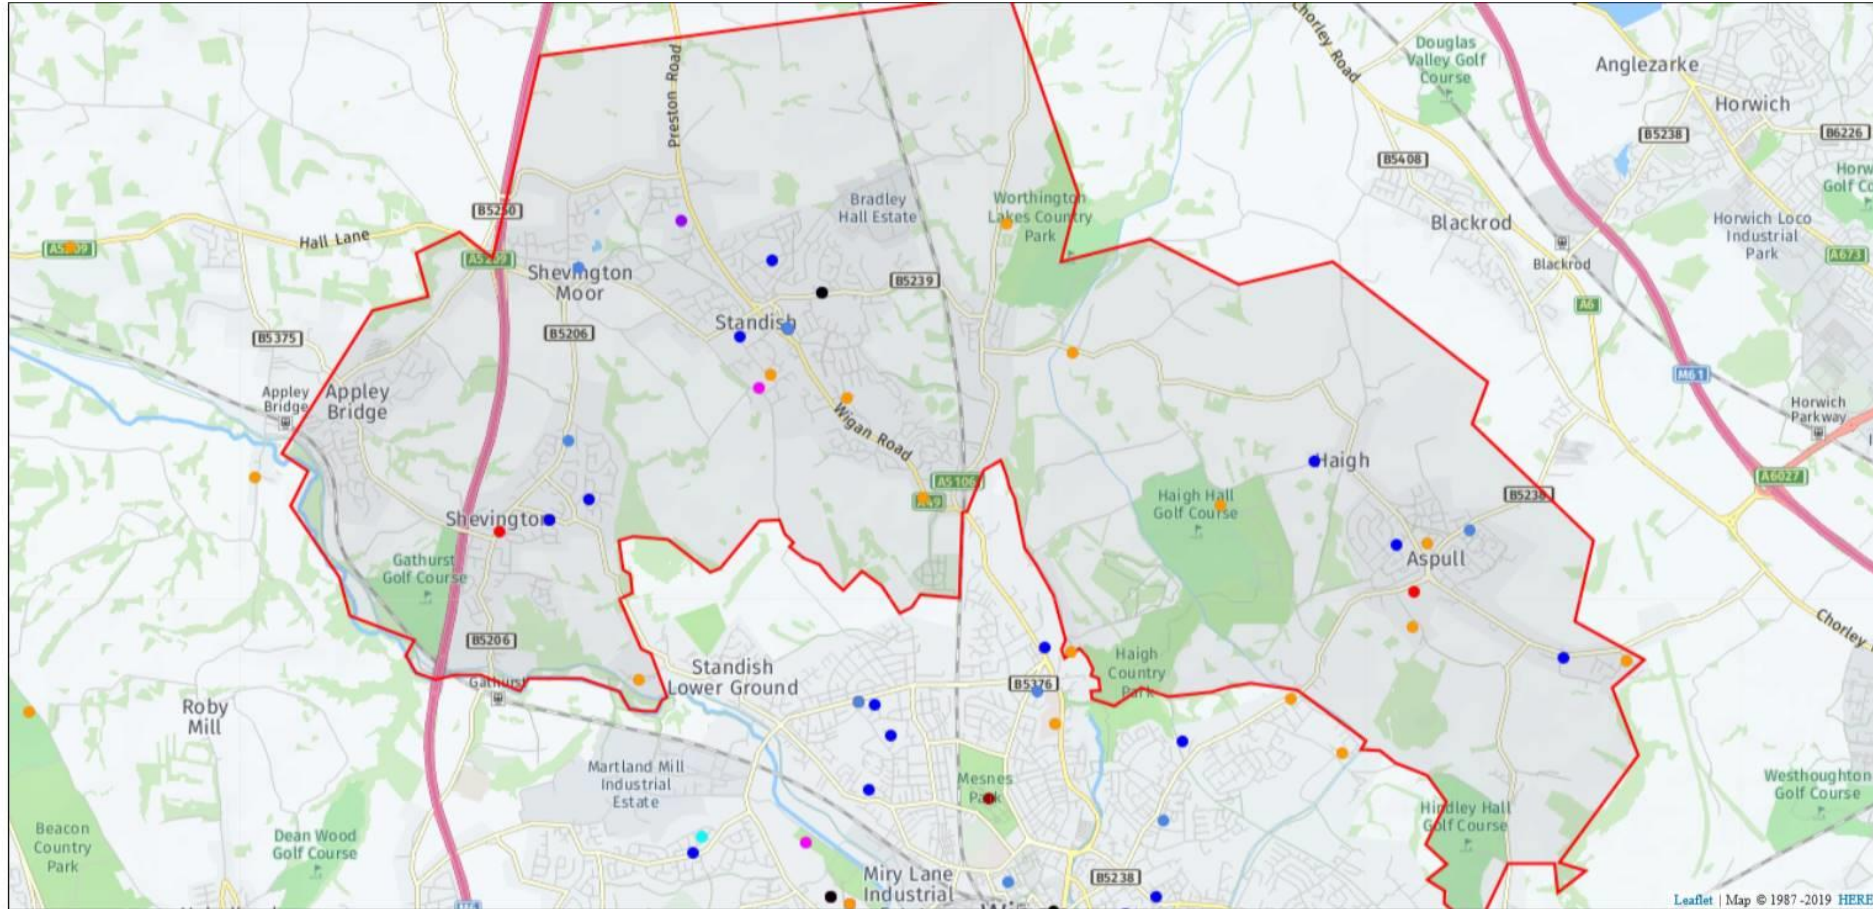 Preston Road
Chorley Road
Douglas
Valley Golf
Course
Anglezarke
Horwich
B5238
B6226
B5408
B5250
Bradley
Hall Estate
Worthington
Lakes Country
Park
Blackrod
Horwich Loco
Industrial
Park
Hall Lane
A5209
Shevington
Moor
B5239
Blackrod
A673
A6
B5375
B5206
Standish
M61
Appley
Bridge
Appley
Bridge
Horwich
Parkway
Wigan Road
Haigh
A5106
A49
Haigh Hall
Golf Course
B5238
A6027
Shevington
Aspull
Gathurst
Golf Course
B5206
Chorley
Standish
Lower Ground
Haigh
Country
Park
Gathurst
B5376
Roby
Mill
Martland Mill
Industrial
Estate
Mesnes
Park
Westhoughton
Golf Course
Hindley Hall
Golf Course
Beacon
Country
Park
Dean Wood
Golf Course
Miry Lane
Industrial
B5238
Leaflet | Map © 1987-2019 HERE